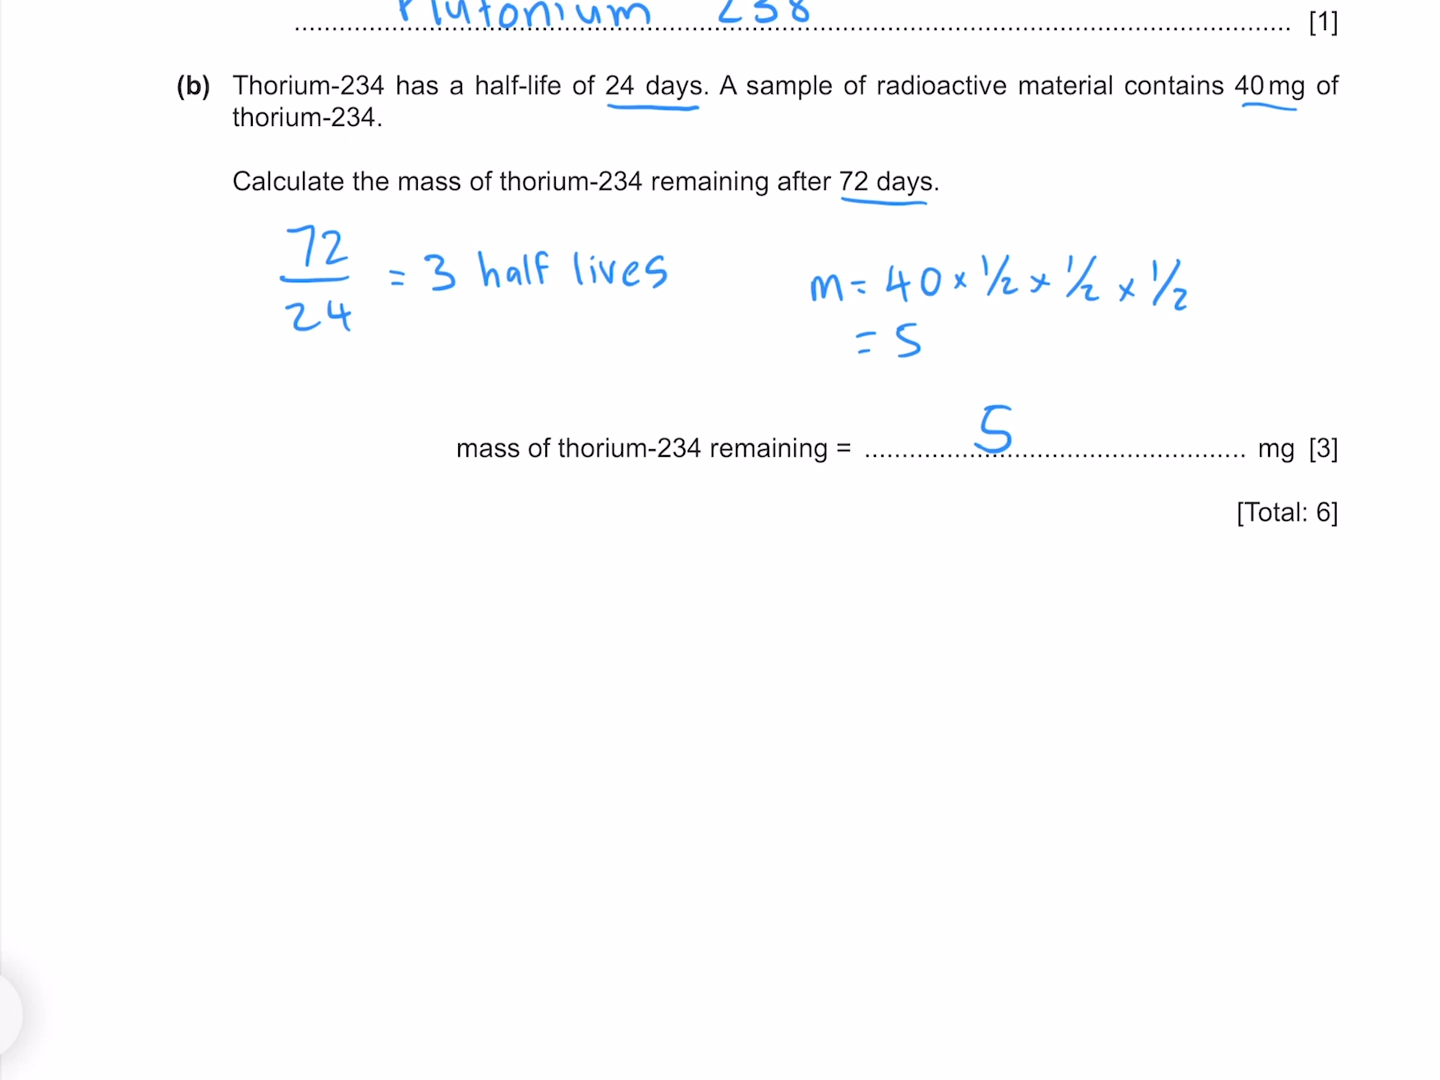 Plutonium 238
[1]
(b) Thorium-234 has a half-life of 24 days. A sample of radioactive material contains 40 mg of
thorium-234.
Calculate the mass of thorium-234 remaining after 72 days.
72/24 = 3 half lives
m = 40 × 1/2 × 1/2 × 1/2
= 5
mass of thorium-234 remaining = 5 mg [3]
[Total: 6]